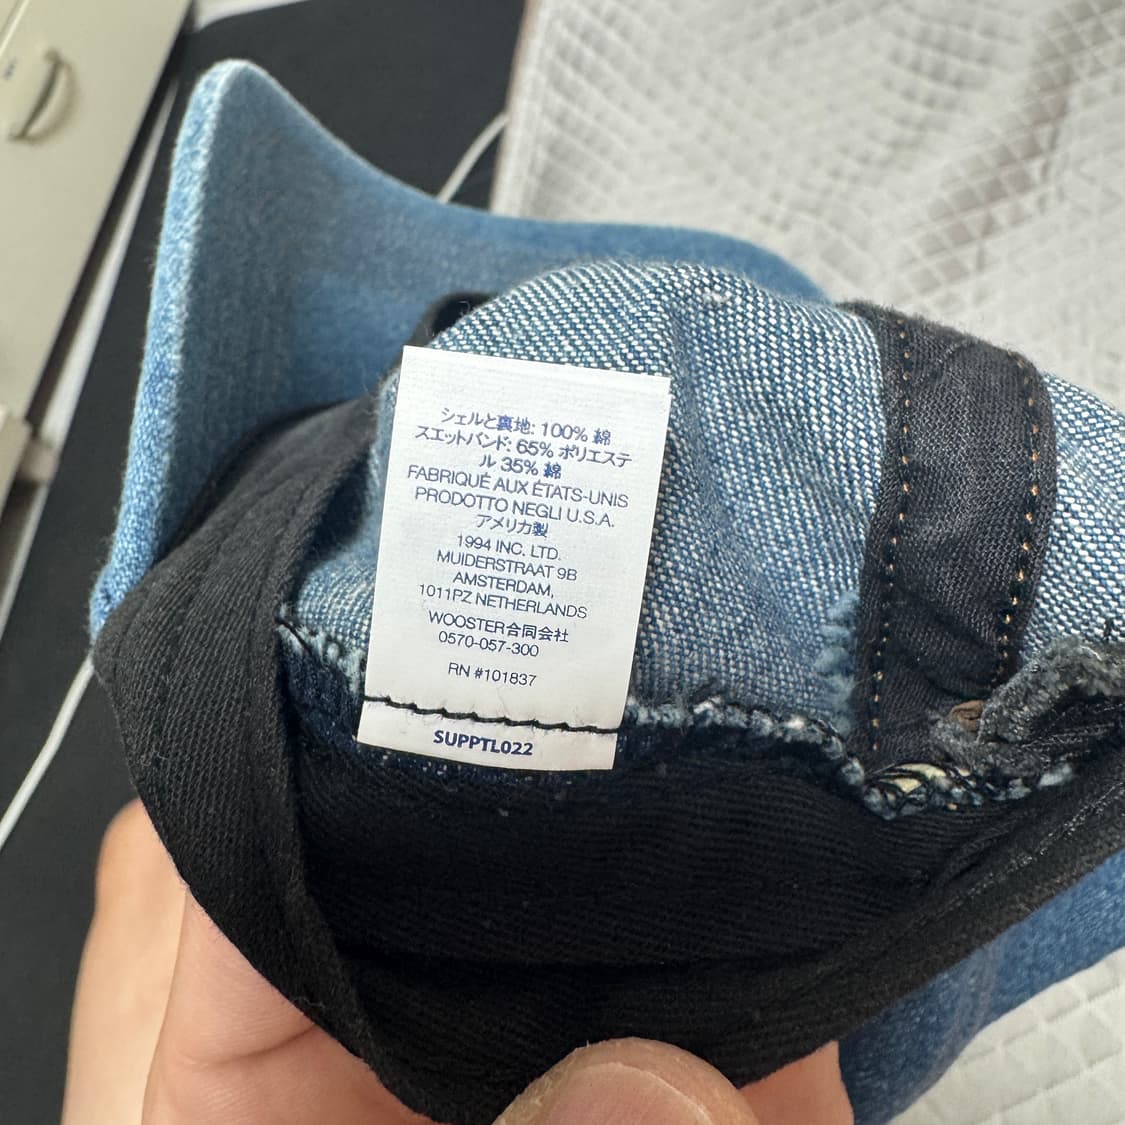 シェルと裏地: 100% 綿
スエットバンド: 65% ポリエステ
ル 35% 綿
FABRIQUÉ AUX ÉTATS-UNIS
PRODOTTO NEGLI U.S.A.
アメリカ製
1994 INC. LTD.
MUIDERSTRAAT 9B
AMSTERDAM,
1011PZ NETHERLANDS
WOOSTER合同会社
0570-057-300
RN #101837
SUPPTL022